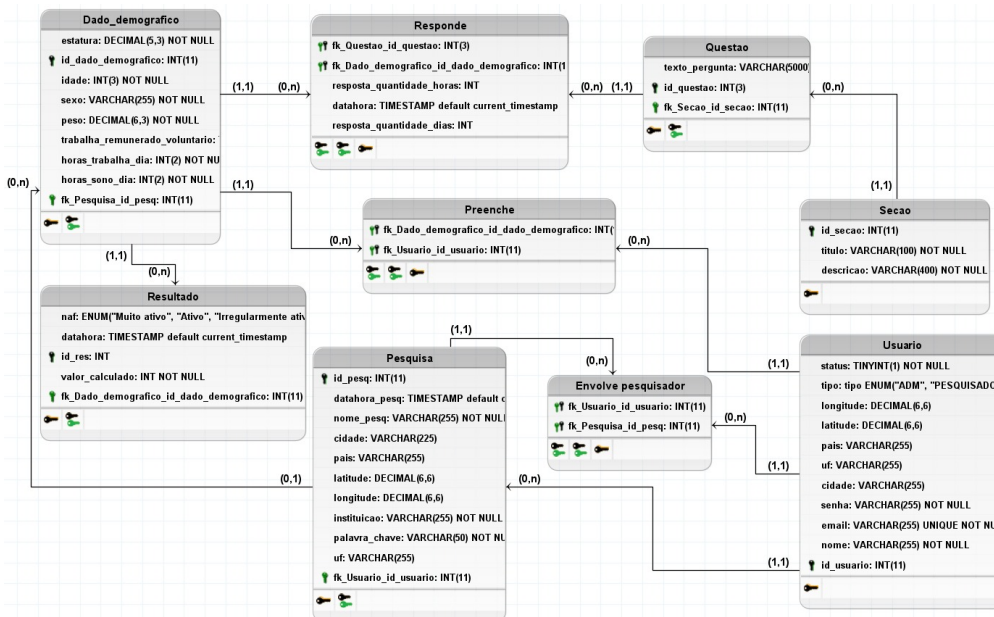 Dado_demografico
estatura: DECIMAL(5,3) NOT NULL
id_dado_demografico: INT(11)
idade: INT(3) NOT NULL
sexo: VARCHAR(255) NOT NULL
peso: DECIMAL(6,3) NOT NULL
trabalha_remunerado_voluntario:
horas_trabalha_dia: INT(2) NOT NU
horas_sono_dia: INT(2) NOT NULL
fk_Pesquisa_id_pesq: INT(11)
(1,1)
(0,n)
Responde
fk_Questao_id_questao: INT(3)
fk_Dado_demografico_id_dado_demografico: INT(1
resposta_quantidade_horas: INT
datahora: TIMESTAMP default current_timestamp
resposta_quantidade_dias: INT
(0,n)
(1,1)
Questao
texto_pergunta: VARCHAR(5000)
id_questao: INT(3)
fk_Secao_id_secao: INT(11)
(0,n)
(1,1)
Secao
id_secao: INT(11)
titulo: VARCHAR(100) NOT NULL
descricao: VARCHAR(400) NOT NULL
(0,n)
(1,1)
(0,n)
Preenche
fk_Dado_demografico_id_dado_demografico: INT(
fk_Usuario_id_usuario: INT(11)
(0,n)
(1,1)
(1,1)
(0,n)
Resultado
naf: ENUM("Muito ativo", "Ativo", "Irregularmente ativ
datahora: TIMESTAMP default current_timestamp
id_res: INT
valor_calculado: INT NOT NULL
fk_Dado_demografico_id_dado_demografico: INT(11)
(0,1)
Pesquisa
id_pesq: INT(11)
datahora_pesq: TIMESTAMP default c
nome_pesq: VARCHAR(255) NOT NULL
cidade: VARCHAR(225)
pais: VARCHAR(255)
latitude: DECIMAL(6,6)
longitude: DECIMAL(6,6)
instituicao: VARCHAR(255) NOT NULL
palavra_chave: VARCHAR(50) NOT NU
uf: VARCHAR(255)
fk_Usuario_id_usuario: INT(11)
(1,1)
(0,n)
Envolve pesquisador
fk_Usuario_id_usuario: INT(11)
fk_Pesquisa_id_pesq: INT(11)
(0,n)
(1,1)
(0,n)
(1,1)
Usuario
status: TINYINT(1) NOT NULL
tipo: tipo ENUM("ADM", "PESQUISADO
longitude: DECIMAL(6,6)
latitude: DECIMAL(6,6)
pais: VARCHAR(255)
uf: VARCHAR(255)
cidade: VARCHAR(255)
senha: VARCHAR(255) NOT NULL
email: VARCHAR(255) UNIQUE NOT NU
nome: VARCHAR(255) NOT NULL
id_usuario: INT(11)